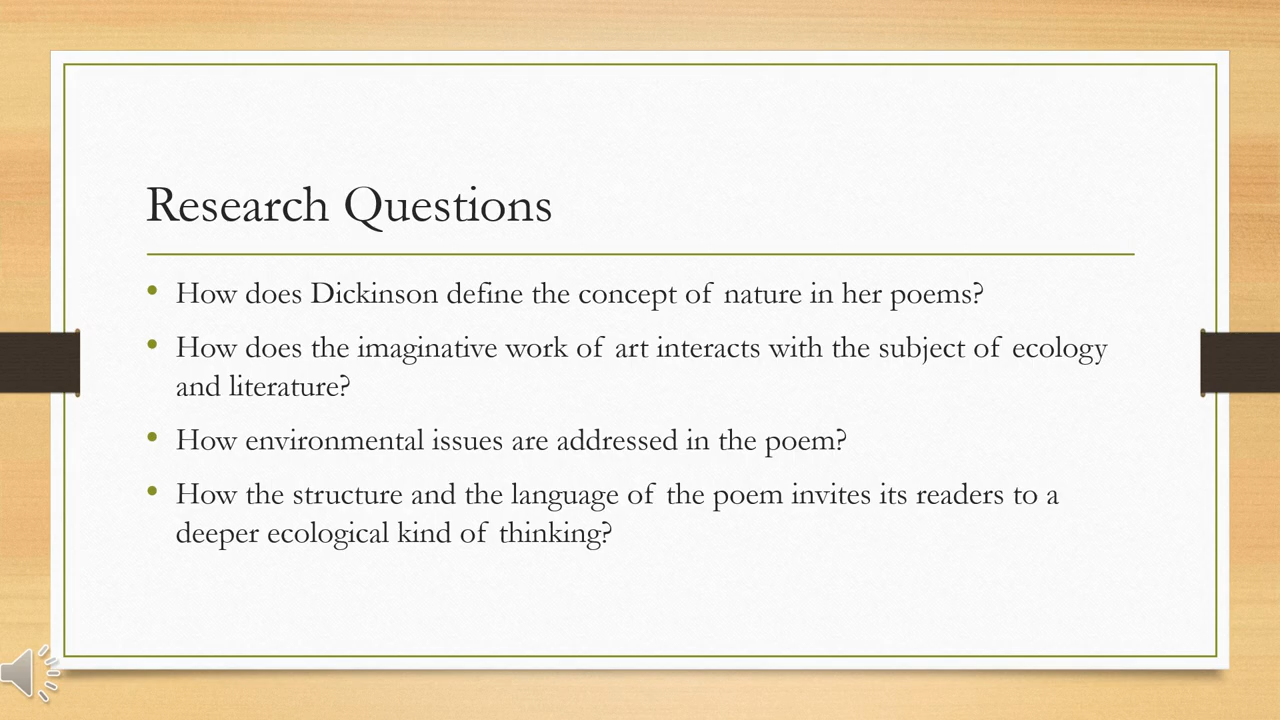 Research Questions
• How does Dickinson define the concept of nature in her poems?
• How does the imaginative work of art interacts with the subject of ecology
and literature?
• How environmental issues are addressed in the poem?
• How the structure and the language of the poem invites its readers to a
deeper ecological kind of thinking?